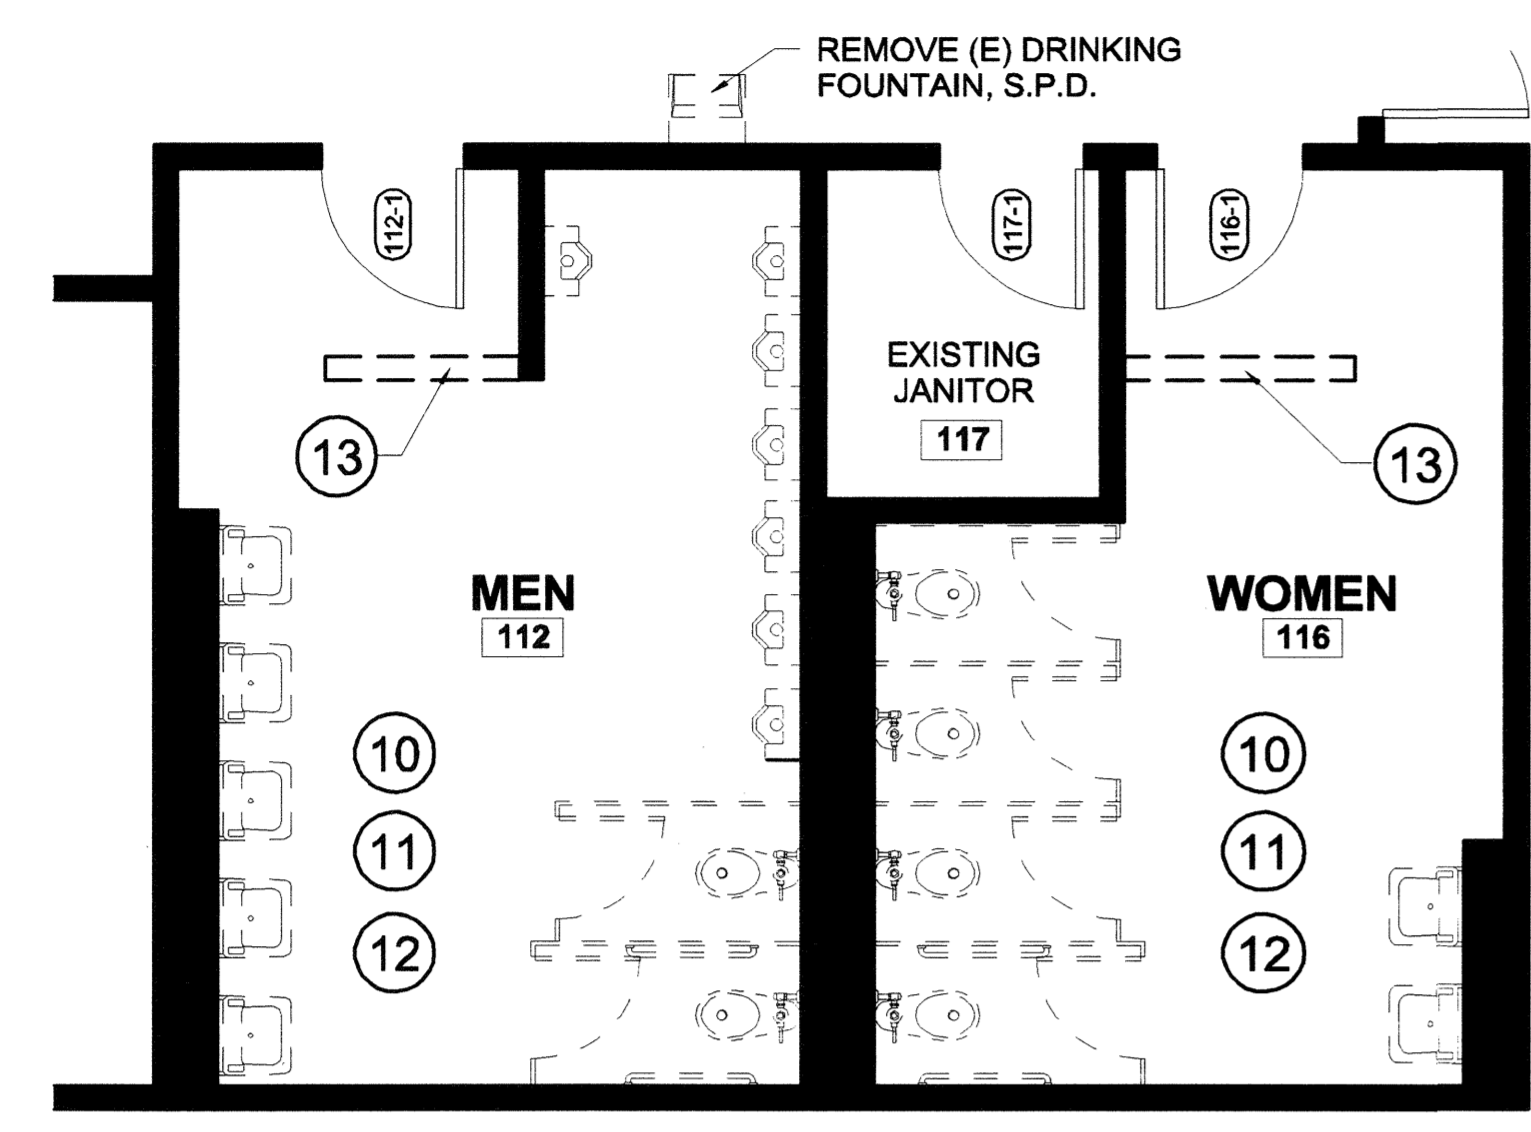 REMOVE (E) DRINKING
FOUNTAIN, S.P.D.
112-1
117-1
116-1
EXISTING
JANITOR
117
13
13
MEN
112
WOMEN
116
10
10
11
11
12
12